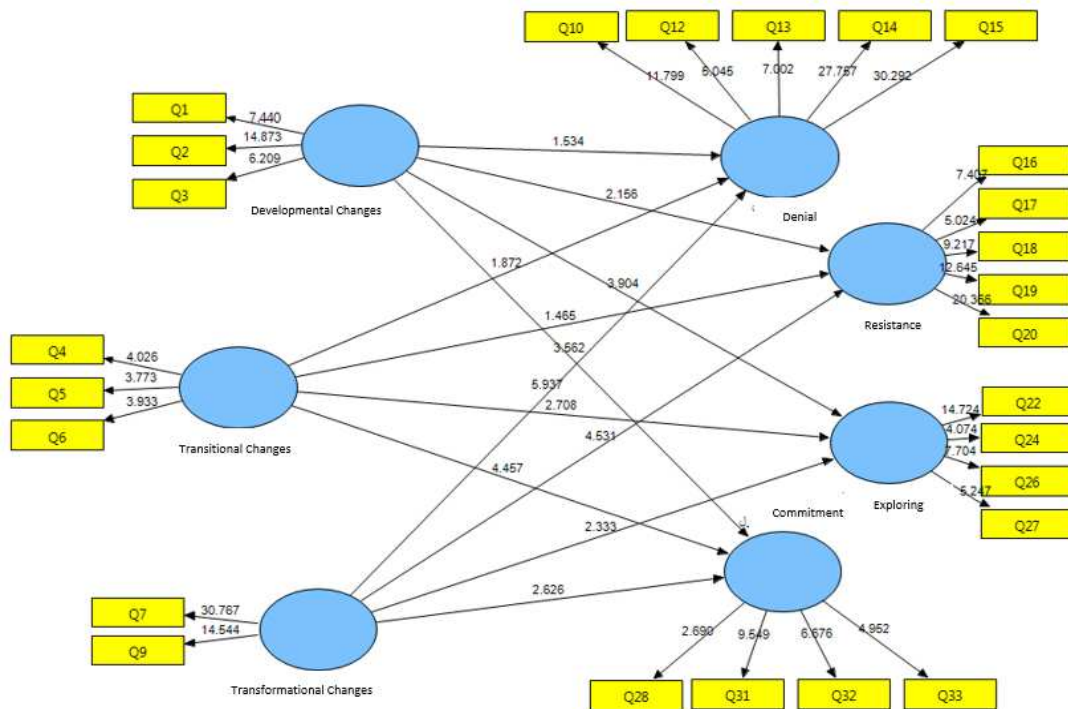 Q10
Q12
Q13
Q14
Q15
11.799
5.045
7.002
27.757
30.292
Q1
Q2
Q3
7.440
14.873
6.209
Developmental Changes
1.534
2.156
3.904
3.562
Denial
Q16
Q17
Q18
Q19
Q20
7.407
5.024
9.217
12.645
20.366
Resistance
Q4
Q5
Q6
4.026
3.773
3.933
Transitional Changes
1.872
1.465
2.708
4.457
Q22
Q24
Q26
Q27
14.724
4.074
7.704
5.247
Exploring
Commitment
Q7
Q9
30.767
14.544
Transformational Changes
5.937
4.531
2.333
2.626
2.690
9.549
6.676
4.952
Q28
Q31
Q32
Q33